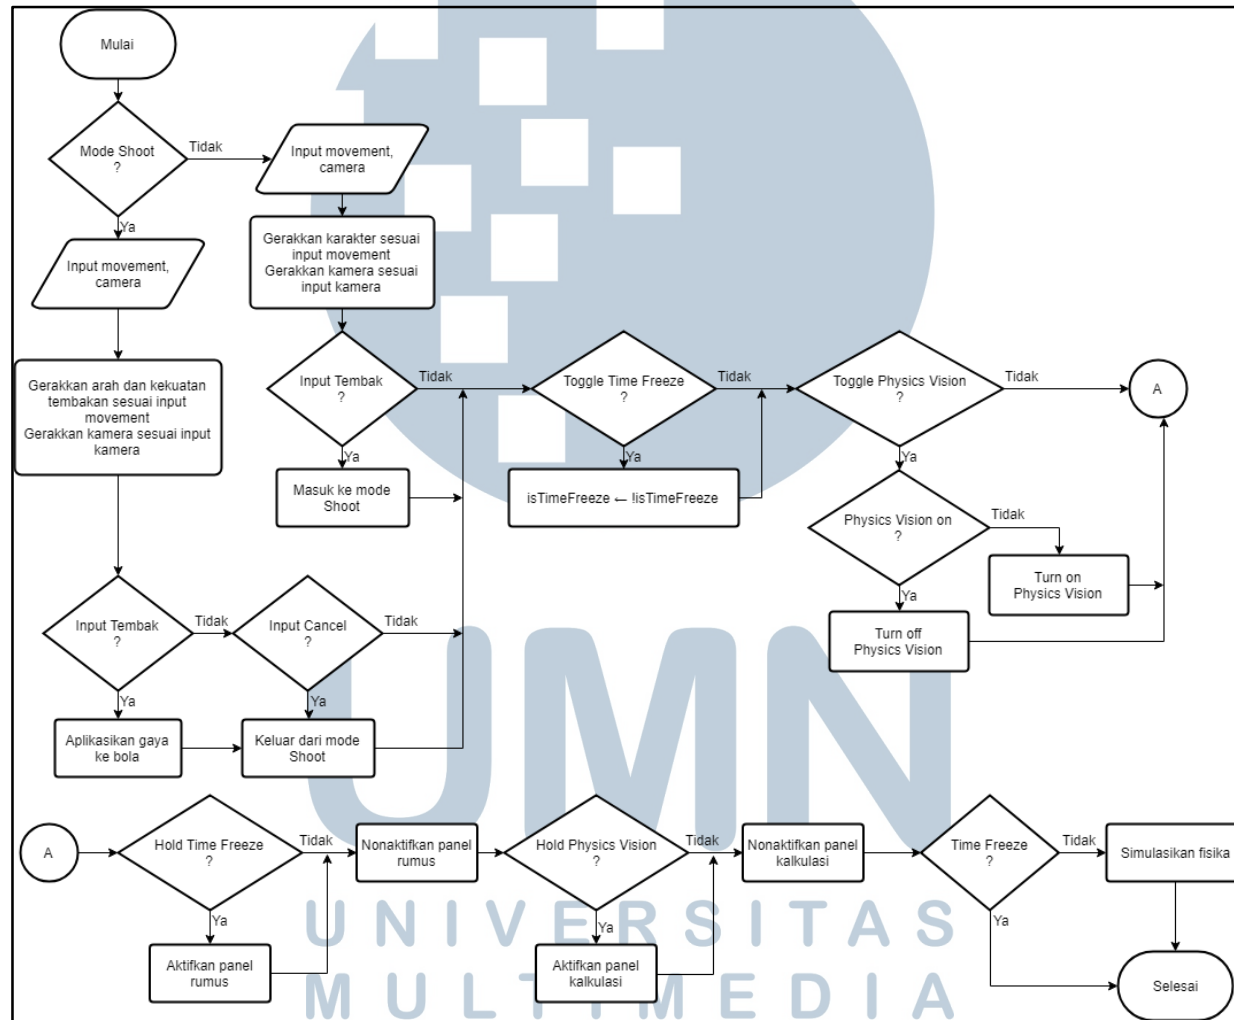 Mulai
Mode Shoot
?
Tidak
Ya
Input movement,
camera
Input movement,
camera
Gerakkan karakter sesuai
input movement
Gerakkan kamera sesuai
input kamera
Gerakkan arah dan kekuatan
tembakan sesuai input
movement
Gerakkan kamera sesuai input
kamera
Input Tembak
?
Tidak
Ya
Masuk ke mode
Shoot
Toggle Time Freeze
?
Tidak
Ya
isTimeFreeze ← !isTimeFreeze
Toggle Physics Vision
?
Tidak
Ya
A
Physics Vision on
?
Tidak
Ya
Turn on
Physics Vision
Turn off
Physics Vision
Input Tembak
?
Tidak
Ya
Input Cancel
?
Tidak
Ya
Aplikasikan gaya
ke bola
Keluar dari mode
Shoot
UMN
A
Hold Time Freeze
?
Tidak
Ya
Aktifkan panel
rumus
Nonaktifkan panel
rumus
Hold Physics Vision
?
Tidak
Ya
Aktifkan panel
kalkulasi
Nonaktifkan panel
kalkulasi
Time Freeze
?
Tidak
Ya
Simulasikan fisika
Selesai
UNIVERSITAS
MULTIMEDIA